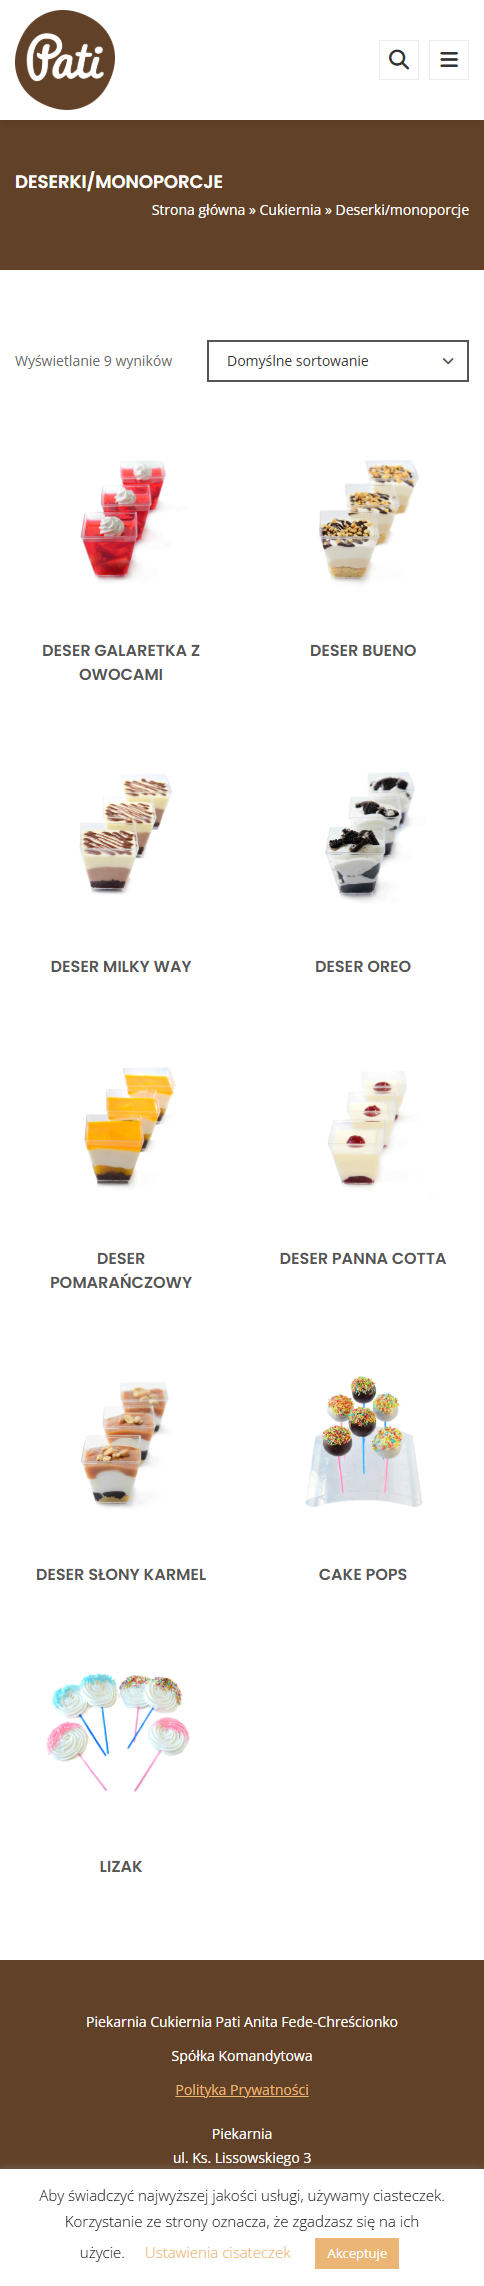 Pati
DESERKI/MONOPORCJE
Strona główna » Cukiernia » Deserki/monoporcje
Wyświetlanie 9 wyników
Domyślne sortowanie
DESER GALARETKA Z
OWOCAMI
DESER BUENO
DESER MILKY WAY
DESER OREO
DESER
POMARAŃCZOWY
DESER PANNA COTTA
DESER SŁONY KARMEL
CAKE POPS
LIZAK
Piekarnia Cukiernia Pati Anita Fede-Chreścionko
Spółka Komandytowa
Polityka Prywatności
Piekarnia
ul. Ks. Lissowskiego 3
Aby świadczyć najwyższej jakości usługi, używamy ciasteczek.
Korzystanie ze strony oznacza, że zgadzasz się na ich
użycie. Ustawienia cisateczek Akceptuje